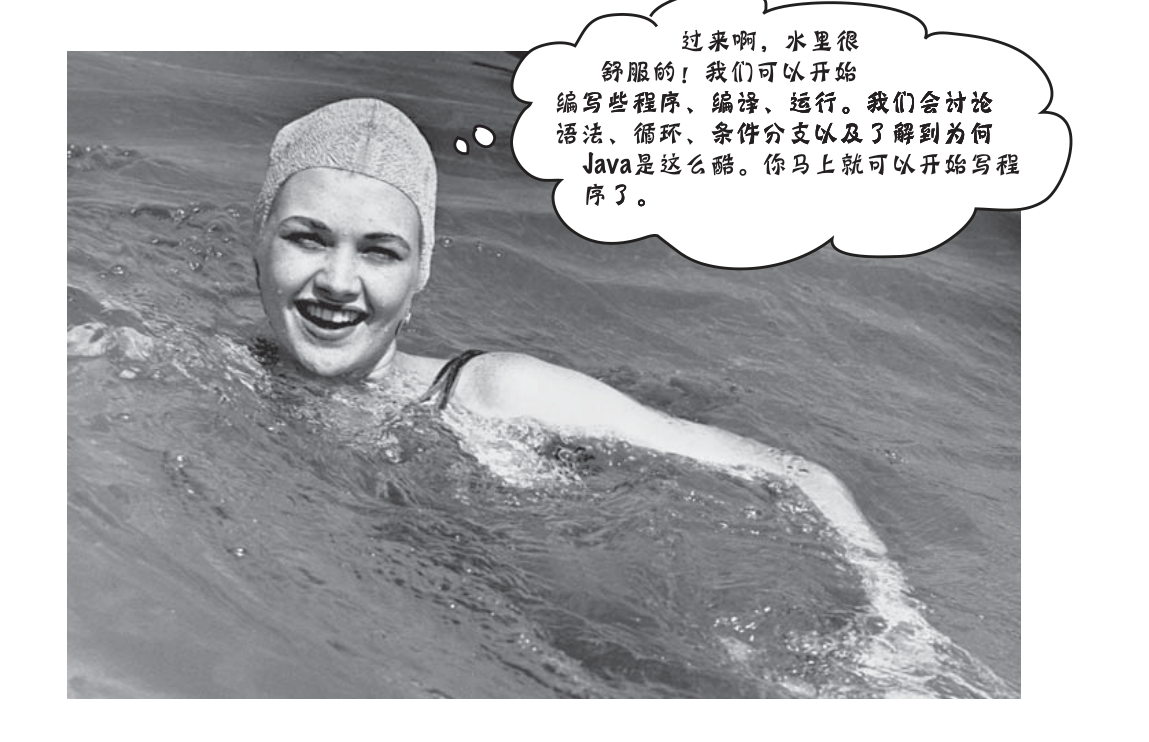 过来啊，水里很
舒服的！我们可以开始
编写些程序、编译、运行。我们会讨论
语法、循环、条件分支以及了解到为何
Java是这么酷。你马上就可以开始写程
序了。